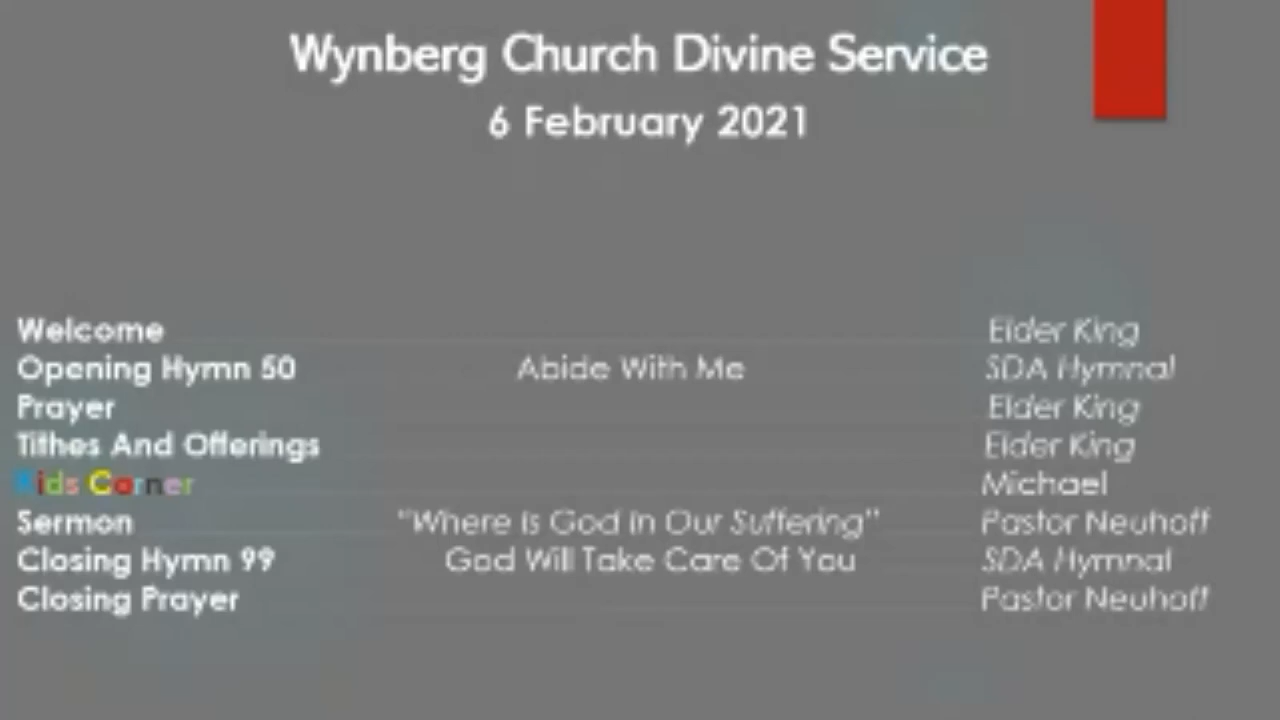 Wynberg Church Divine Service
6 February 2021
Welcome Elder King
Opening Hymn 50 Abide With Me SDA Hymnal
Prayer Elder King
Tithes And Offerings Elder King
Kids Corner Michael
Sermon "Where Is God In Our Suffering" Pastor Neuhoff
Closing Hymn 99 God Will Take Care Of You SDA Hymnal
Closing Prayer Pastor Neuhoff